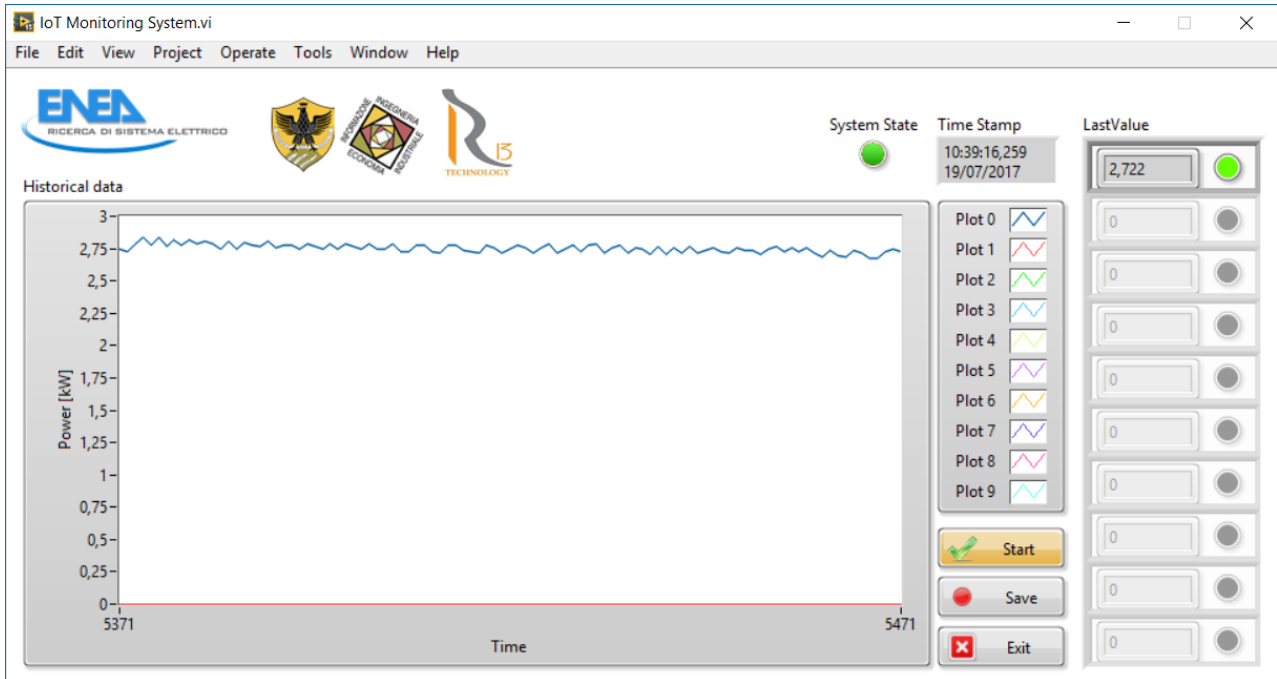 IoT Monitoring System.vi
File Edit View Project Operate Tools Window Help
ENEA
RICERCA DI SISTEMA ELETTRICO
INGEGNERIA
INFORMAZIONE
INDUSTRIALE
ECONOMIA
R
13
TECHNOLOGY
System State
Time Stamp
10:39:16,259
19/07/2017
LastValue
2,722
0
0
0
0
0
0
0
0
0
Historical data
3
2,75
2,5
2,25
2
1,75
1,5
1,25
1
0,75
0,5
0,25
0
Power [kW]
5371
5471
Time
Plot 0
Plot 1
Plot 2
Plot 3
Plot 4
Plot 5
Plot 6
Plot 7
Plot 8
Plot 9
Start
Save
Exit